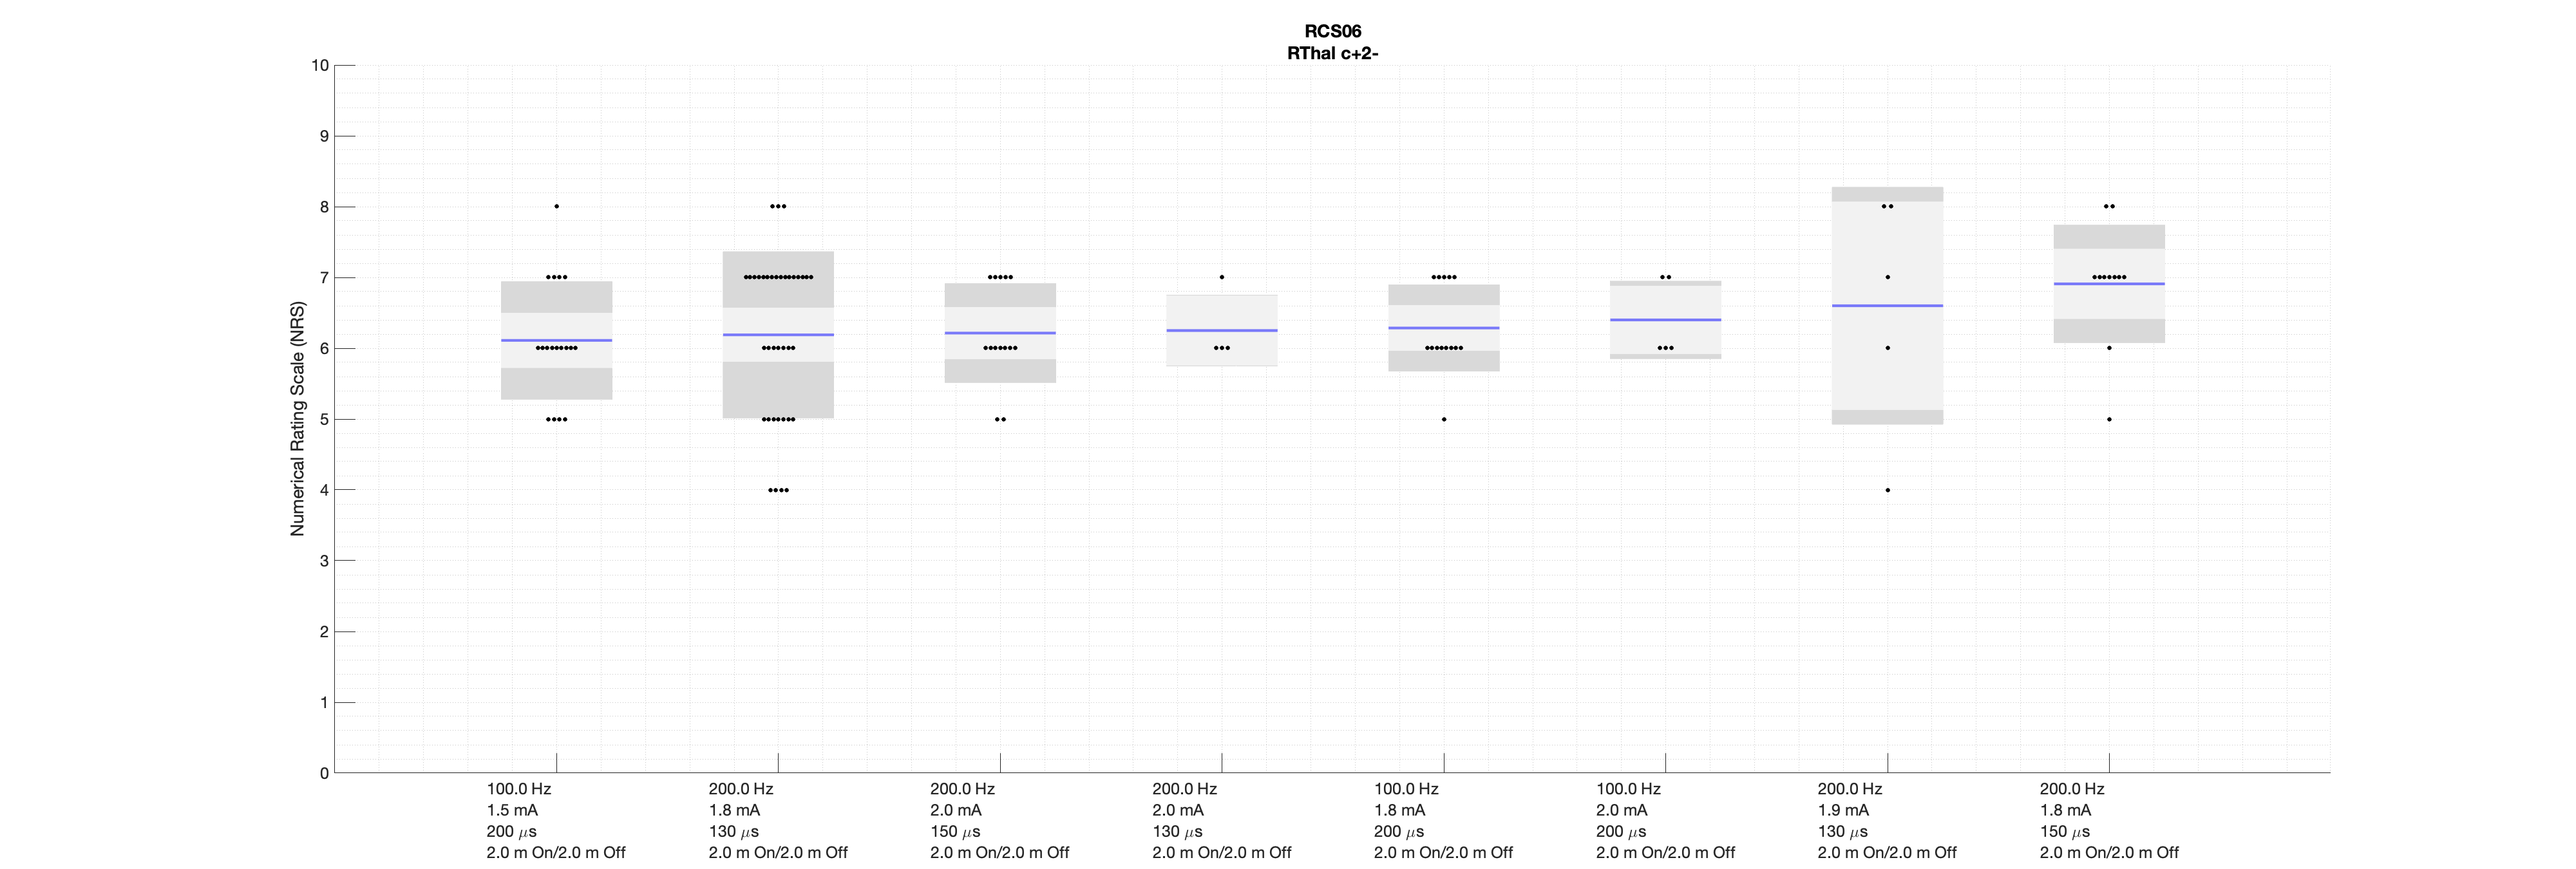 RCS06
RThal c+2-
Numerical Rating Scale (NRS)
10
9
8
7
6
5
4
3
2
1
0
100.0 Hz
1.5 mA
200 μs
2.0 m On/2.0 m Off
200.0 Hz
1.8 mA
130 μs
2.0 m On/2.0 m Off
200.0 Hz
2.0 mA
150 μs
2.0 m On/2.0 m Off
200.0 Hz
2.0 mA
130 μs
2.0 m On/2.0 m Off
100.0 Hz
1.8 mA
200 μs
2.0 m On/2.0 m Off
100.0 Hz
2.0 mA
200 μs
2.0 m On/2.0 m Off
200.0 Hz
1.9 mA
130 μs
2.0 m On/2.0 m Off
200.0 Hz
1.8 mA
150 μs
2.0 m On/2.0 m Off